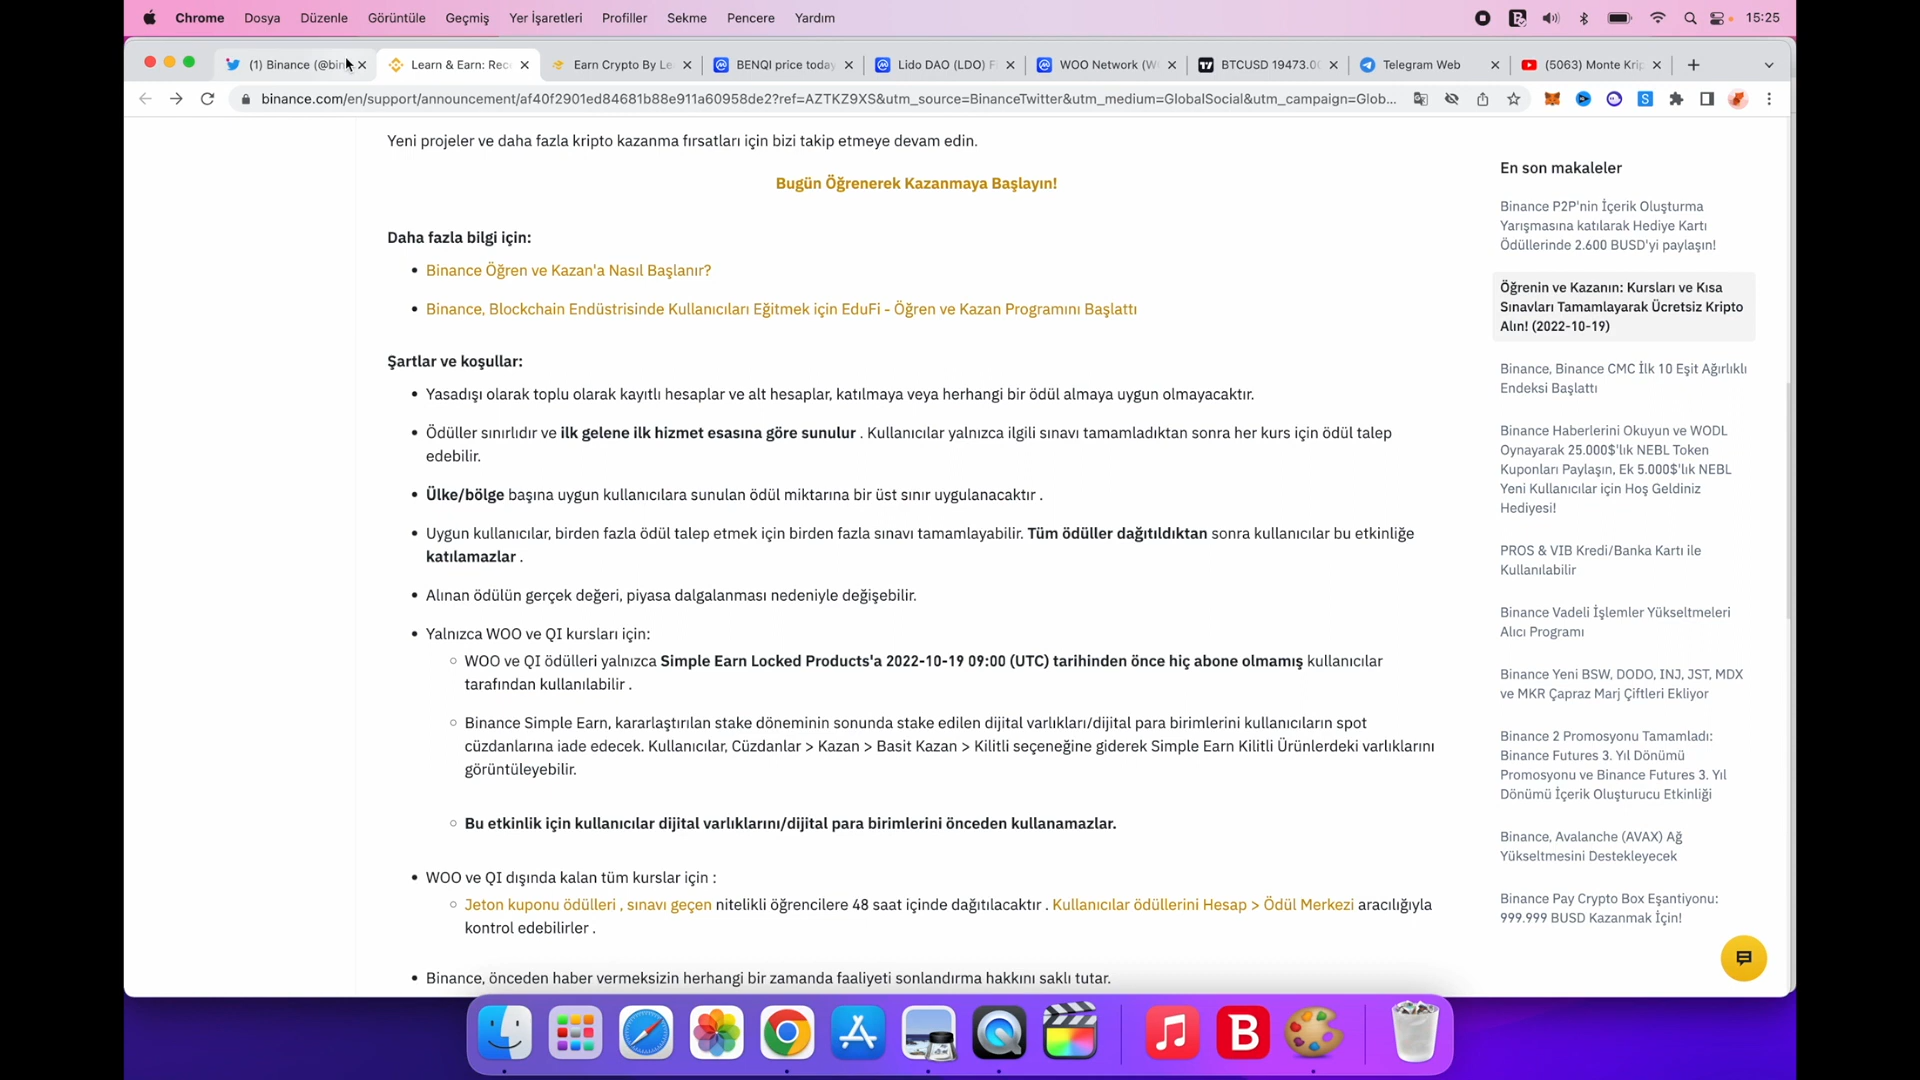 Chrome Dosya Düzenle Görüntüle Geçmiş Yer İşaretleri Profiller Sekme Pencere Yardım 15:25
(1) Binance (@bin Learn & Earn: Rec Earn Crypto By Le BENQI price today Lido DAO (LDO) F WOO Network (W BTCUSD 19473.0 Telegram Web (5063) Monte Krip
binance.com/en/support/announcement/af40f2901ed84681b88e911a60958de2?ref=AZTKZ9XS&utm_source=BinanceTwitter&utm_medium=GlobalSocial&utm_campaign=Glob...
Yeni projeler ve daha fazla kripto kazanma fırsatları için bizi takip etmeye devam edin.
Bugün Öğrenerek Kazanmaya Başlayın!
Daha fazla bilgi için:
Binance Öğren ve Kazan'a Nasıl Başlanır?
Binance, Blockchain Endüstrisinde Kullanıcıları Eğitmek için EduFi - Öğren ve Kazan Programını Başlattı
Şartlar ve koşullar:
Yasadışı olarak toplu olarak kayıtlı hesaplar ve alt hesaplar, katılmaya veya herhangi bir ödül almaya uygun olmayacaktır.
Ödüller sınırlıdır ve ilk gelene ilk hizmet esasına göre sunulur . Kullanıcılar yalnızca ilgili sınavı tamamladıktan sonra her kurs için ödül talep
edebilir.
Ülke/bölge başına uygun kullanıcılara sunulan ödül miktarına bir üst sınır uygulanacaktır .
Uygun kullanıcılar, birden fazla ödül talep etmek için birden fazla sınavı tamamlayabilir. Tüm ödüller dağıtıldıktan sonra kullanıcılar bu etkinliğe
katılamazlar .
Alınan ödülün gerçek değeri, piyasa dalgalanması nedeniyle değişebilir.
Yalnızca WOO ve QI kursları için:
WOO ve QI ödülleri yalnızca Simple Earn Locked Products'a 2022-10-19 09:00 (UTC) tarihinden önce hiç abone olmamış kullanıcılar
tarafından kullanılabilir .
Binance Simple Earn, kararlaştırılan stake döneminin sonunda stake edilen dijital varlıkları/dijital para birimlerini kullanıcıların spot
cüzdanlarına iade edecek. Kullanıcılar, Cüzdanlar > Kazan > Basit Kazan > Kilitli seçeneğine giderek Simple Earn Kilitli Ürünlerdeki varlıklarını
görüntüleyebilir.
Bu etkinlik için kullanıcılar dijital varlıklarını/dijital para birimlerini önceden kullanamazlar.
WOO ve QI dışında kalan tüm kurslar için :
Jeton kuponu ödülleri , sınavı geçen nitelikli öğrencilere 48 saat içinde dağıtılacaktır . Kullanıcılar ödüllerini Hesap > Ödül Merkezi aracılığıyla
kontrol edebilirler .
Binance, önceden haber vermeksizin herhangi bir zamanda faaliyeti sonlandırma hakkını saklı tutar.
En son makaleler
Binance P2P'nin İçerik Oluşturma
Yarışmasına katılarak Hediye Kartı
Ödüllerinde 2.600 BUSD'yi paylaşın!
Öğrenin ve Kazanın: Kursları ve Kısa
Sınavları Tamamlayarak Ücretsiz Kripto
Alın! (2022-10-19)
Binance, Binance CMC İlk 10 Eşit Ağırlıklı
Endeksi Başlattı
Binance Haberlerini Okuyun ve WODL
Oynayarak 25.000$'lık NEBL Token
Kuponları Paylaşın, Ek 5.000$'lık NEBL
Yeni Kullanıcılar için Hoş Geldiniz
Hediyesi!
PROS & VIB Kredi/Banka Kartı ile
Kullanılabilir
Binance Vadeli İşlemler Yükseltmeleri
Alıcı Programı
Binance Yeni BSW, DODO, INJ, JST, MDX
ve MKR Çapraz Marj Çiftleri Ekliyor
Binance 2 Promosyonu Tamamladı:
Binance Futures 3. Yıl Dönümü
Promosyonu ve Binance Futures 3. Yıl
Dönümü İçerik Oluşturucu Etkinliği
Binance, Avalanche (AVAX) Ağ
Yükseltmesini Destekleyecek
Binance Pay Crypto Box Eşantiyonu:
999.999 BUSD Kazanmak İçin!